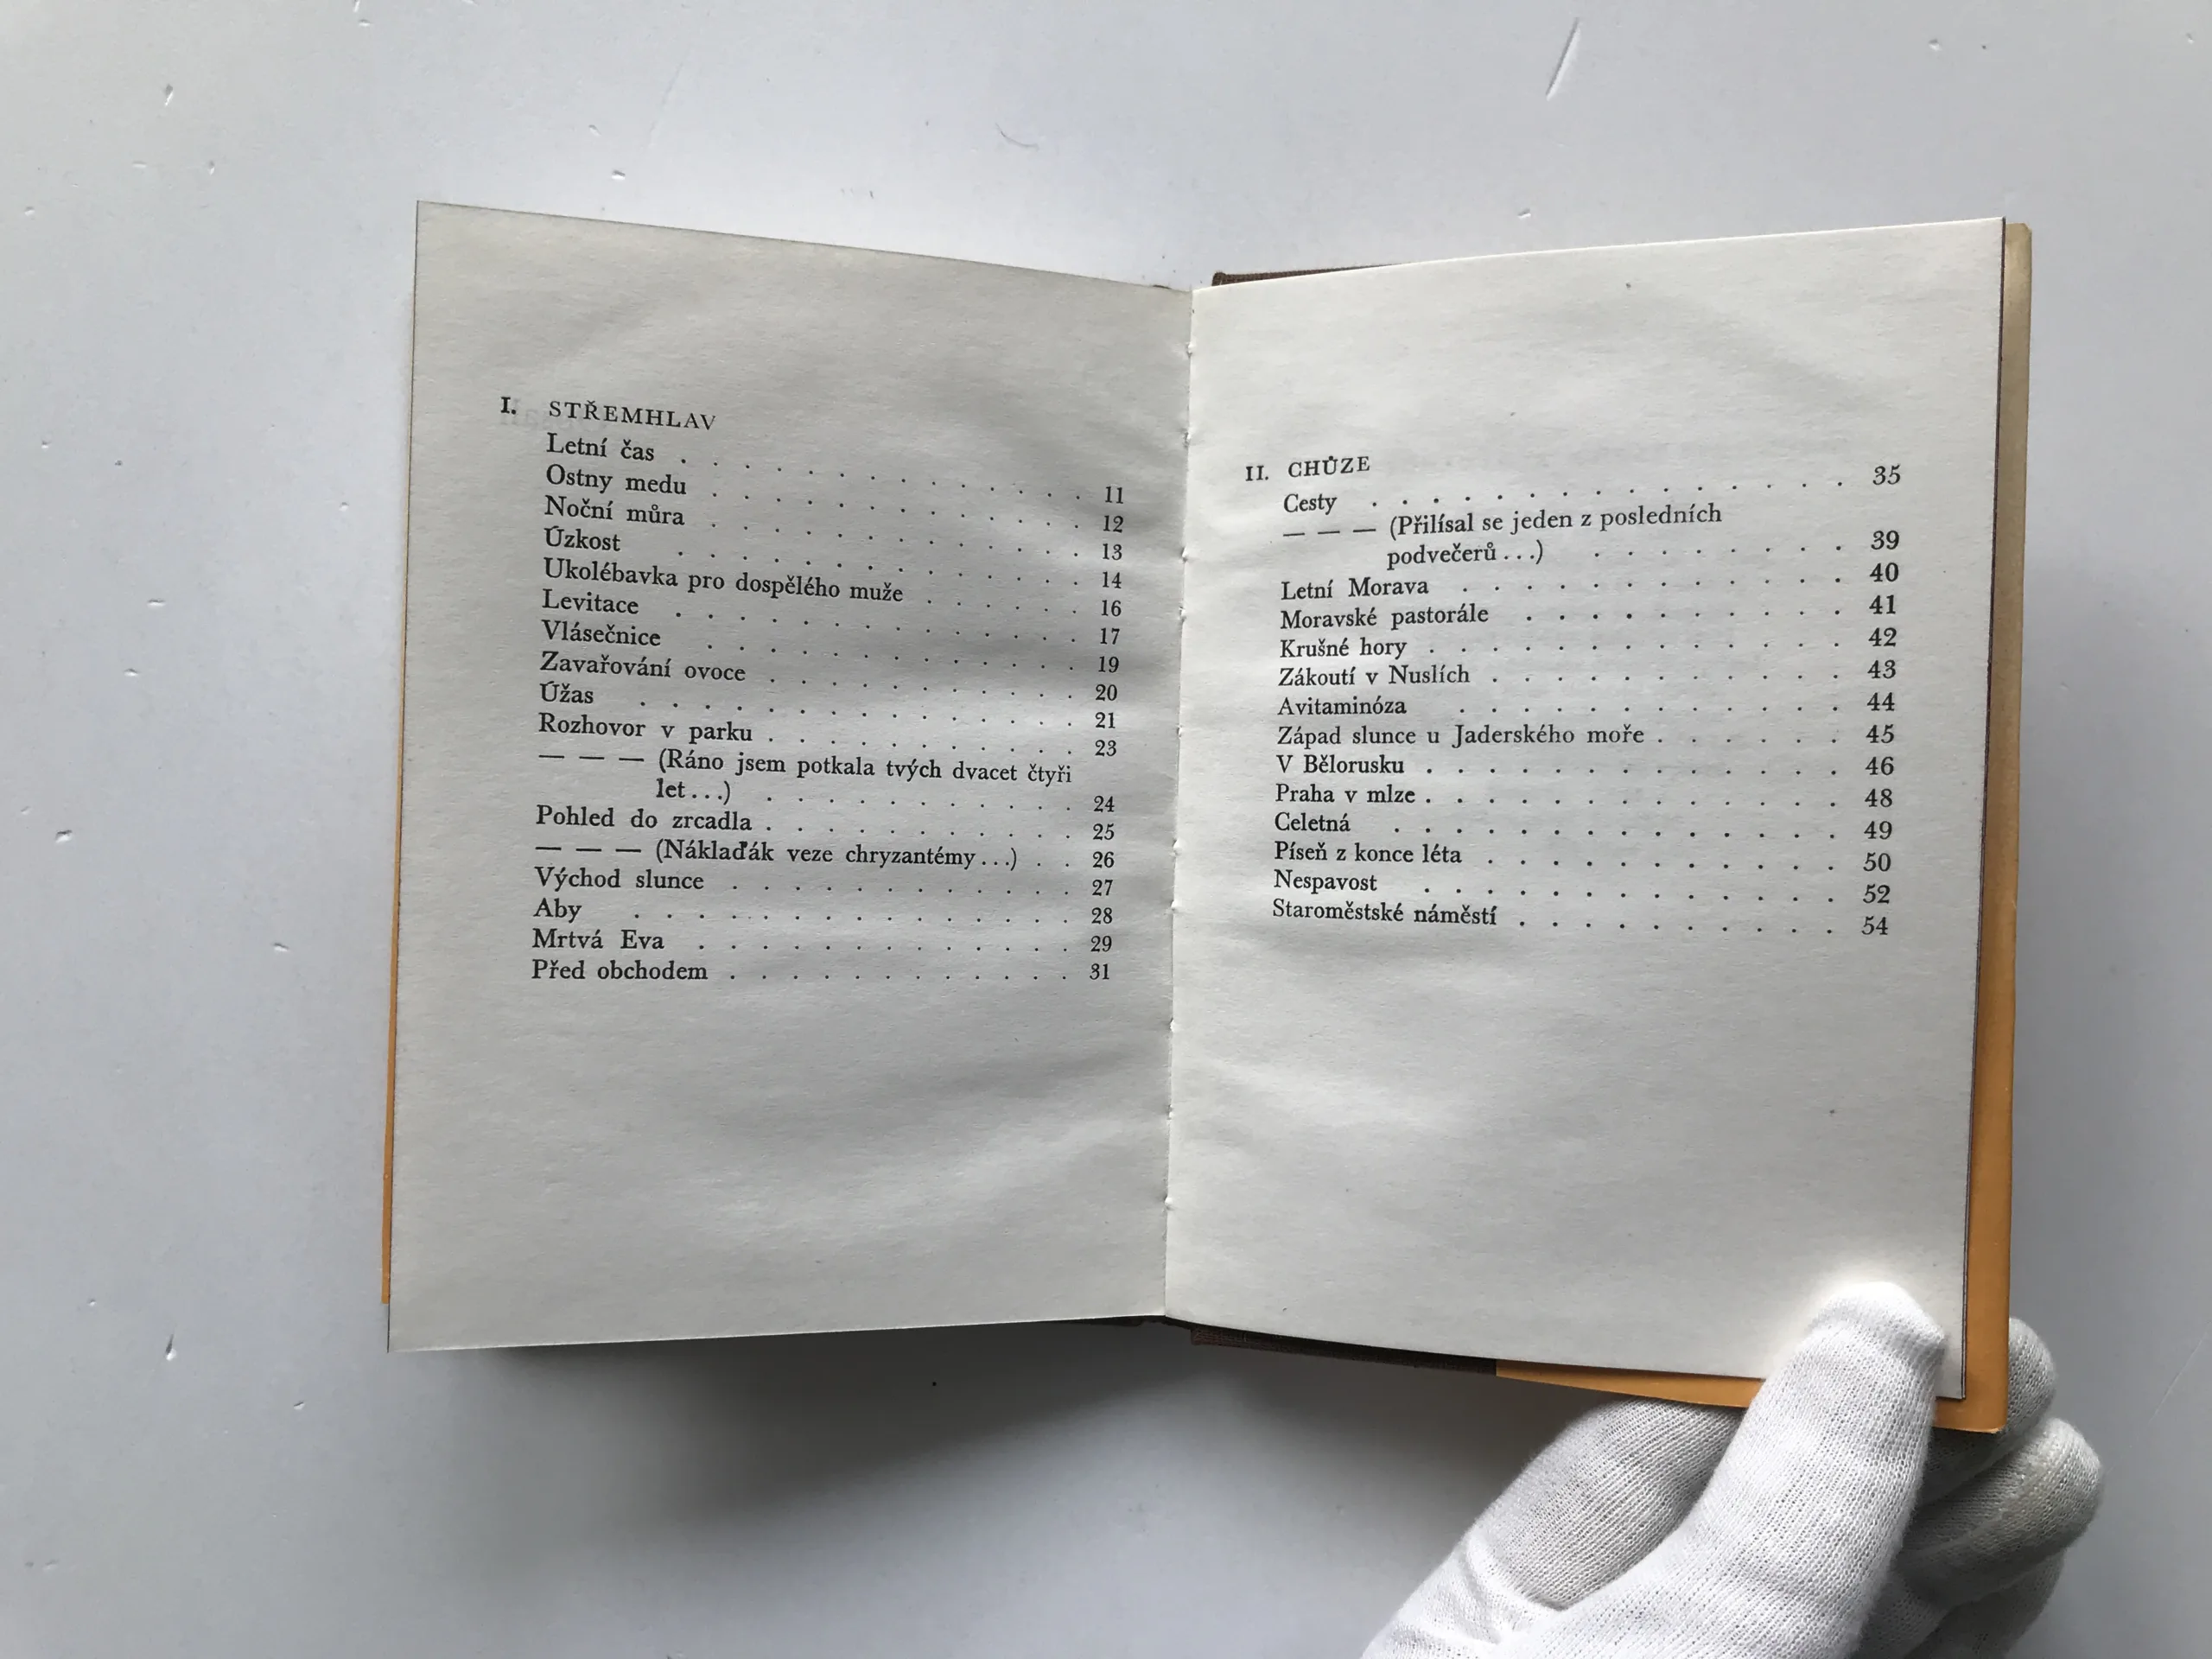 I. STŘEMHLAV
Letní čas . . . . . . . . . . . . . . 11
Ostny medu . . . . . . . . . . . . . 12
Noční můra . . . . . . . . . . . . . 13
Úzkost . . . . . . . . . . . . . . 14
Ukolébavka pro dospělého muže . . . . . . 16
Levitace . . . . . . . . . . . . . . 17
Vlásečnice . . . . . . . . . . . . . 19
Zavařování ovoce . . . . . . . . . . . 20
Úžas . . . . . . . . . . . . . . . 21
Rozhovor v parku . . . . . . . . . . . 23
— — — (Ráno jsem potkala tvých dvacet čtyři
let...) . . . . . . . . . . . 24
Pohled do zrcadla . . . . . . . . . . . 25
— — — (Náklaďák veze chryzantémy...) . . 26
Východ slunce . . . . . . . . . . . . 27
Aby . . . . . . . . . . . . . . . 28
Mrtvá Eva . . . . . . . . . . . . . 29
Před obchodem . . . . . . . . . . . . 31
II. CHŮZE
Cesty . . . . . . . . . . . . . . . 35
— — — (Přilísal se jeden z posledních
podvečerů...) . . . . . . . . 39
Letní Morava . . . . . . . . . . . . 40
Moravské pastorále . . . . . . . . . . 41
Krušné hory . . . . . . . . . . . . . 42
Zákoutí v Nuslích . . . . . . . . . . . 43
Avitaminóza . . . . . . . . . . . . 44
Západ slunce u Jaderského moře . . . . . . 45
V Bělorusku . . . . . . . . . . . . . 46
Praha v mlze . . . . . . . . . . . . . 48
Celetná . . . . . . . . . . . . . . 49
Píseň z konce léta . . . . . . . . . . . 50
Nespavost . . . . . . . . . . . . . 52
Staroměstské náměstí . . . . . . . . . . 54